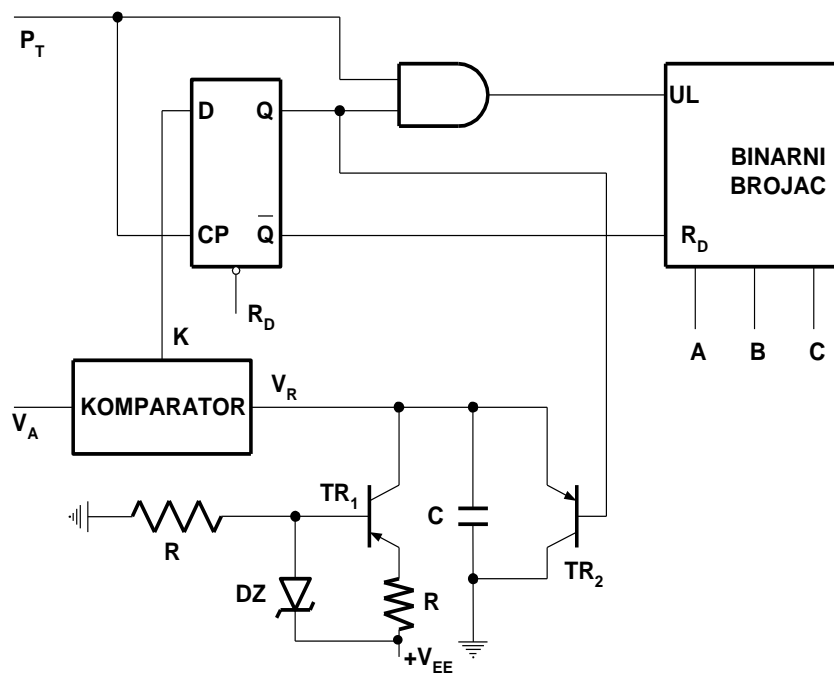 P_T
D
Q
UL
BINARNI
BROJAC
CP
Q̅
R_D
R_D
K
A
B
C
KOMPARATOR
V_R
V_A
TR_1
C
R
TR_2
DZ
R
+V_EE